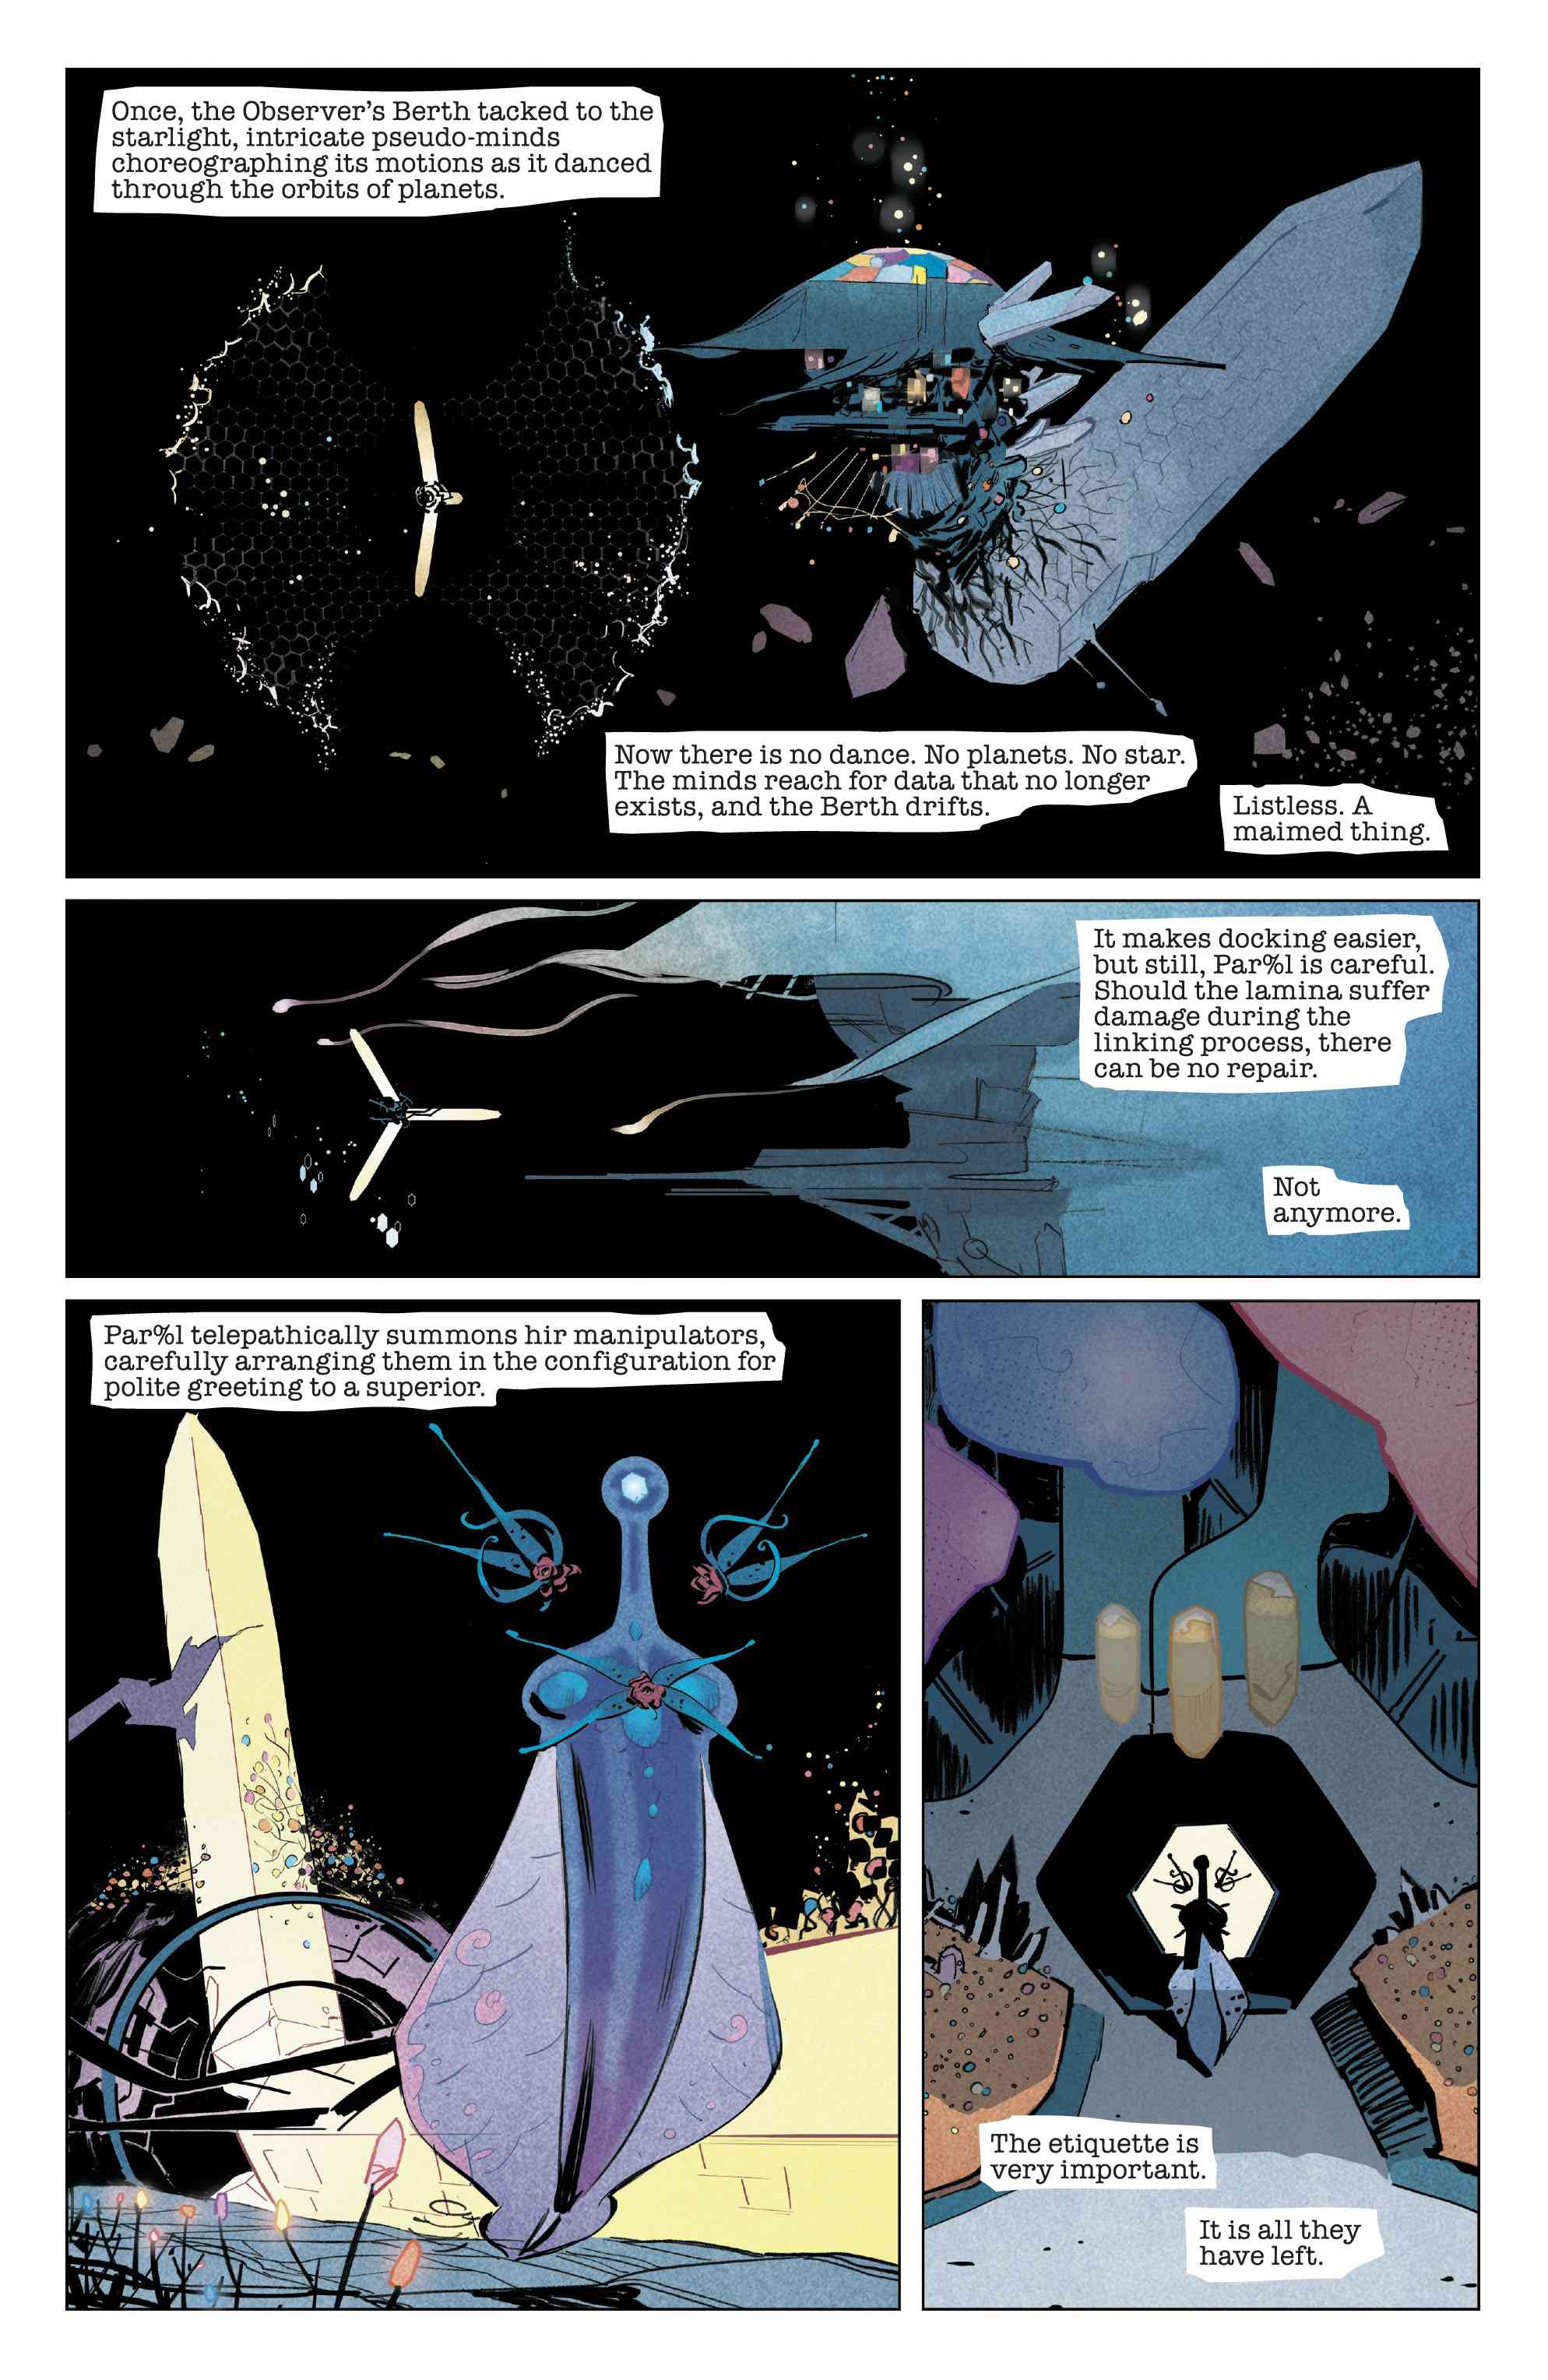 Once, the Observer's Berth tacked to the
starlight, intricate pseudo-minds
choreographing its motions as it danced
through the orbits of planets.
Now there is no dance. No planets. No star.
The minds reach for data that no longer
exists, and the Berth drifts.
Listless. A
maimed thing.
It makes docking easier,
but still, Par%l is careful.
Should the lamina suffer
damage during the
linking process, there
can be no repair.
Not
anymore.
Par%l telepathically summons hir manipulators,
carefully arranging them in the configuration for
polite greeting to a superior.
The etiquette is
very important.
It is all they
have left.